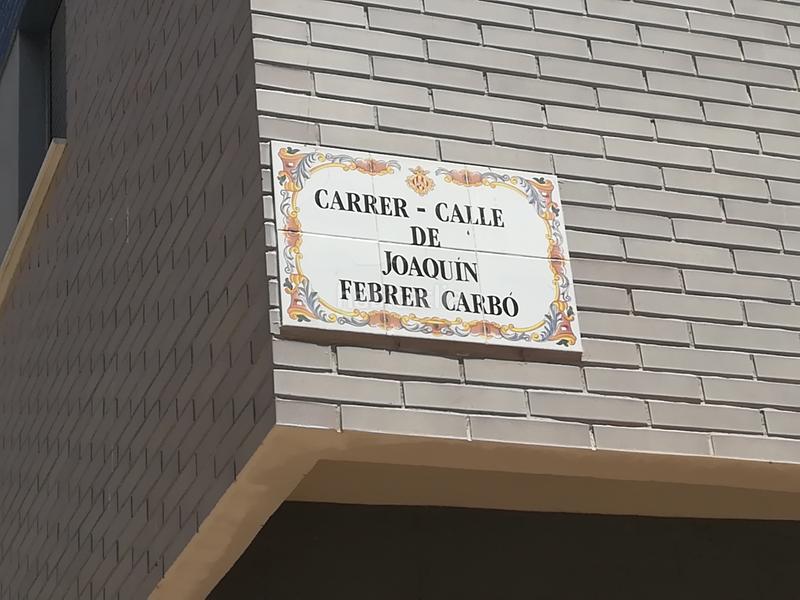 CARRER - CALLE
DE
JOAQUÍN
FEBRER CARBÓ